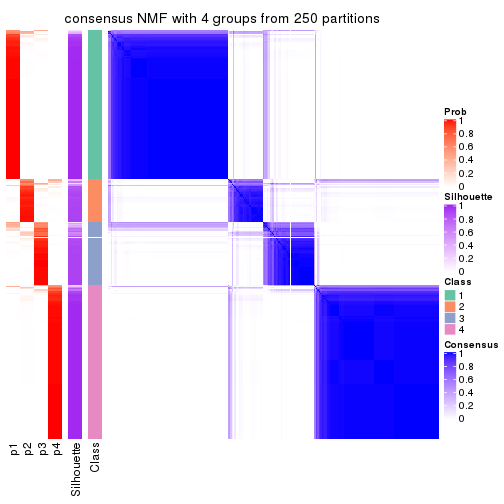 consensus NMF with 4 groups from 250 partitions
Prob
1
0.8
0.6
0.4
0.2
0
Silhouette
1
0.8
0.6
0.4
0.2
0
Class
1
2
3
4
Consensus
1
0.8
0.6
0.4
0.2
0
p1
p2
p3
p4
Silhouette
Class